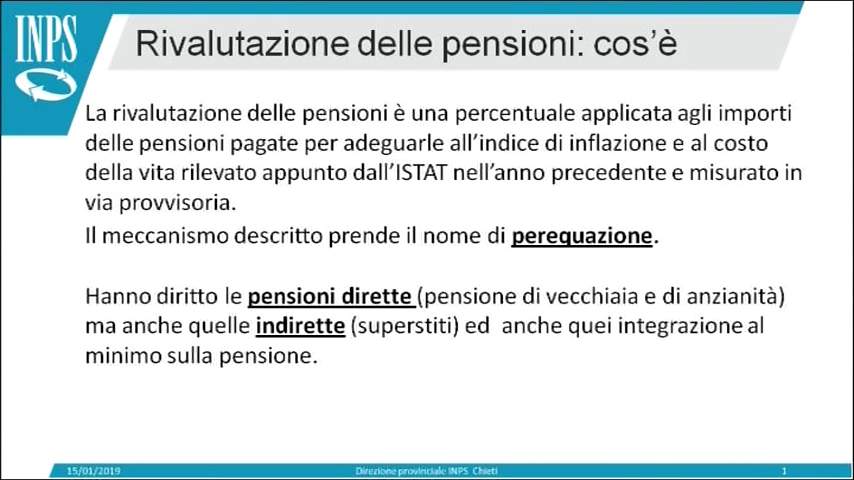 INPS
Rivalutazione delle pensioni: cos’è
La rivalutazione delle pensioni è una percentuale applicata agli importi
delle pensioni pagate per adeguarle all’indice di inflazione e al costo
della vita rilevato appunto dall’ISTAT nell’anno precedente e misurato in
via provvisoria.
Il meccanismo descritto prende il nome di perequazione.
Hanno diritto le pensioni dirette (pensione di vecchiaia e di anzianità)
ma anche quelle indirette (superstiti) ed anche quei integrazione al
minimo sulla pensione.
15/01/2019 Direzione provinciale INPS Chieti 1